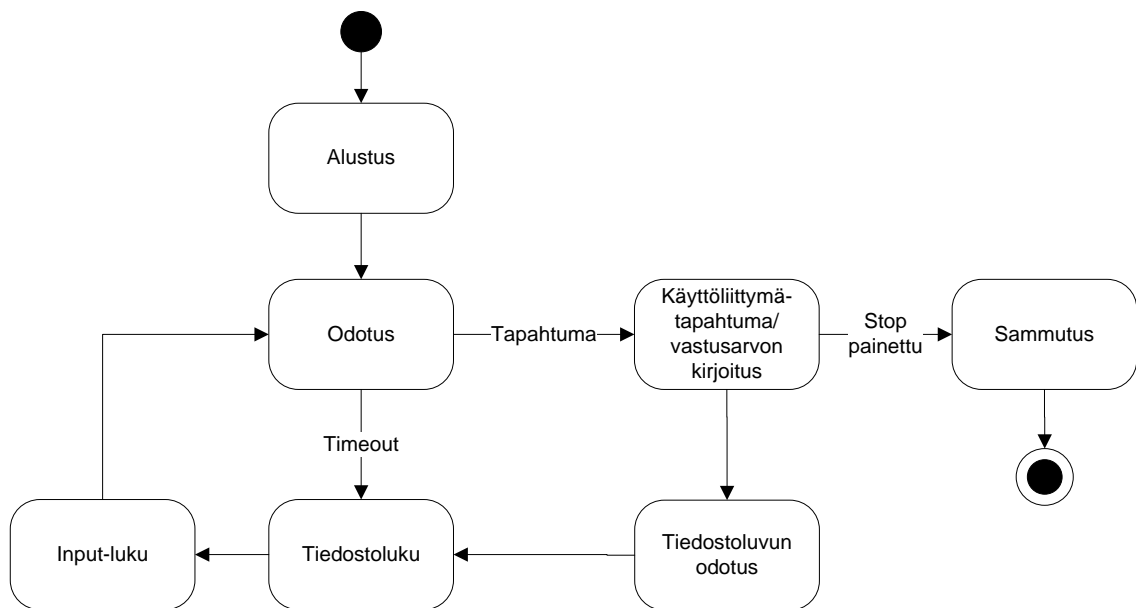 Alustus
Odotus
Tapahtuma
Käyttöliittymä-
tapahtuma/
vastusarvon
kirjoitus
Stop
painettu
Sammutus
Timeout
Input-luku
Tiedostoluku
Tiedostoluvun
odotus